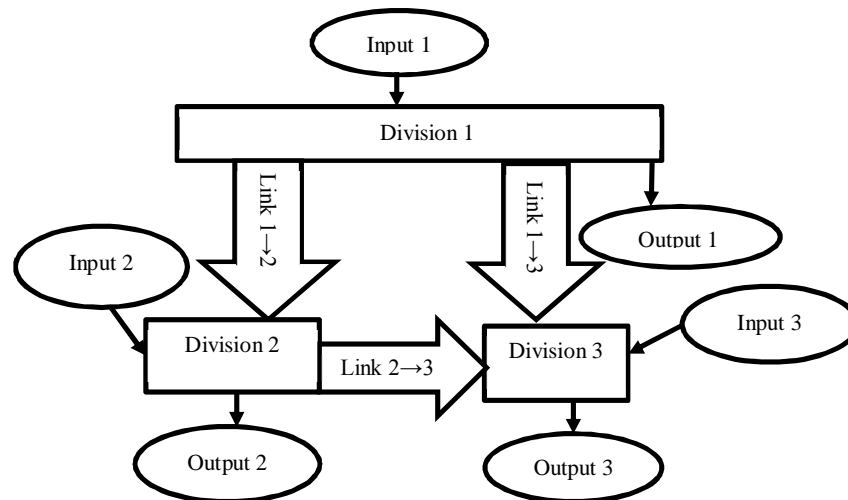 Input 1
Division 1
Link 1→2
Link 1→3
Output 1
Input 2
Input 3
Division 2
Division 3
Link 2→3
Output 2
Output 3